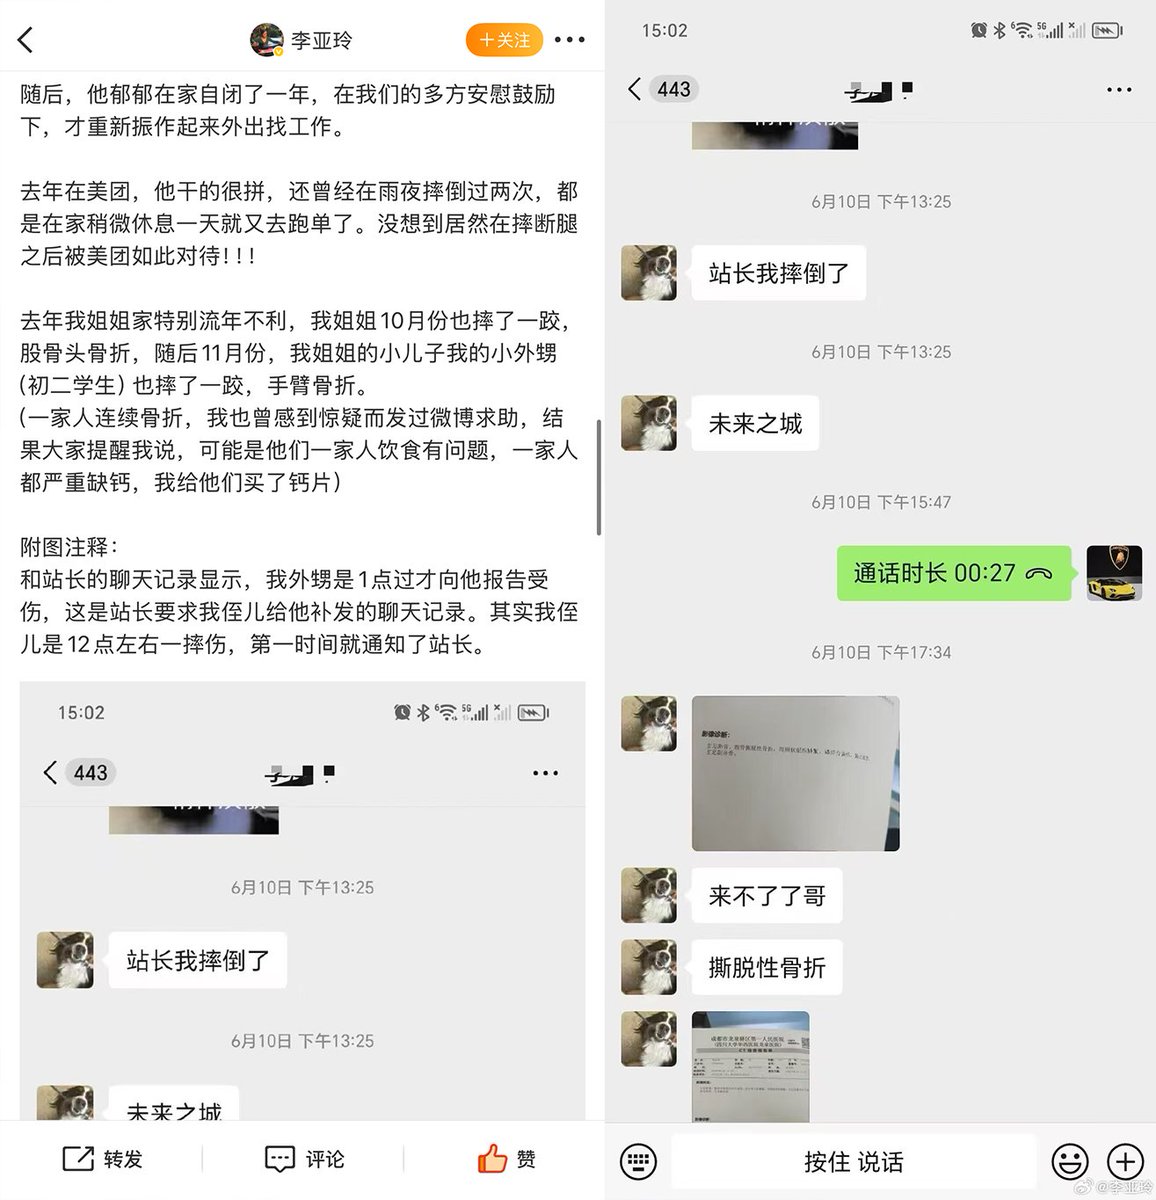 李亚玲
+关注
随后，他郁郁在家自闭了一年，在我们的多方安慰鼓励
下，才重新振作起来外出找工作。
去年在美团，他干的很拼，还曾经在雨夜摔倒过两次，都
是在家稍微休息一天就又去跑单了。没想到居然在摔断腿
之后被美团如此对待!!!
去年我姐姐家特别流年不利，我姐姐10月份也摔了一跤，
股骨头骨折，随后11月份，我姐姐的小儿子我的小外甥
(初二学生) 也摔了一跤，手臂骨折。
(一家人连续骨折，我也曾感到惊疑而发过微博求助，结
果大家提醒我说，可能是他们一家人饮食有问题，一家人
都严重缺钙，我给他们买了钙片)
附图注释：
和站长的聊天记录显示，我外甥是1点过才向他报告受
伤，这是站长要求我侄儿给他补发的聊天记录。其实我侄
儿是12点左右一摔伤，第一时间就通知了站长。
15:02
5G
443
6月10日 下午13:25
站长我摔倒了
6月10日 下午13:25
未来之城
转发
评论
赞
15:02
5G
443
6月10日 下午13:25
站长我摔倒了
6月10日 下午13:25
未来之城
6月10日 下午15:47
通话时长 00:27
6月10日 下午17:34
影像诊断:
来不了了哥
撕脱性骨折
成都市龙泉驿区第一人民医院
按住 说话
@李亚玲